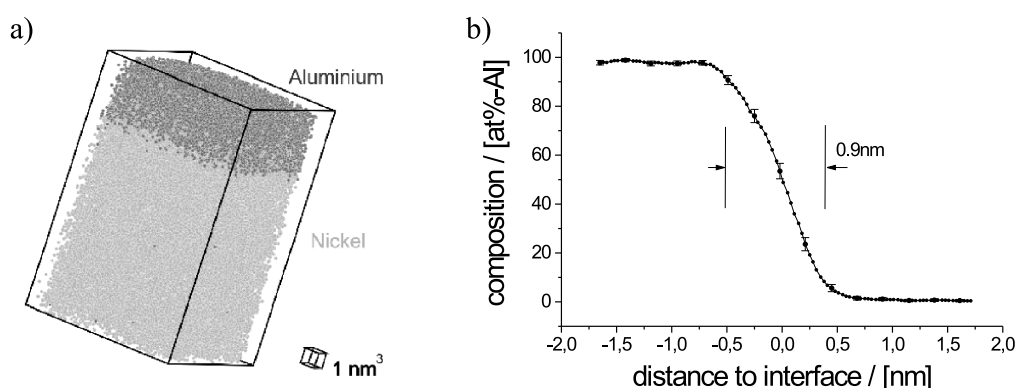 a)
Aluminium
Nickel
1 nm³
b)
composition / [at%-Al]
100
80
60
40
20
0
0.9nm
-2,0 -1,5 -1,0 -0,5 0,0 0,5 1,0 1,5 2,0
distance to interface / [nm]